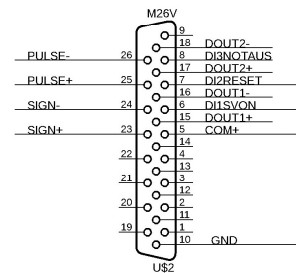 M26V
9
18 DOUT2-
PULSE- 26 8 DI3NOTAUS
17 DOUT2+
PULSE+ 25 7 DI2RESET
16 DOUT1-
SIGN- 24 6 DI1SVON
15 DOUT1+
SIGN+ 23 5 COM+
14
22 4
13
21 3
12
20 2
11
19 1
10 GND
U$2